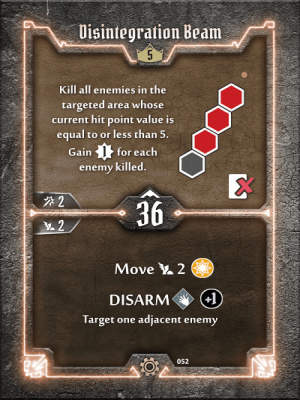 Disintegration Beam
5
Kill all enemies in the
targeted area whose
current hit point value is
equal to or less than 5.
Gain 1 for each
enemy killed.
2
36
2
Move 2
DISARM +1
Target one adjacent enemy
052